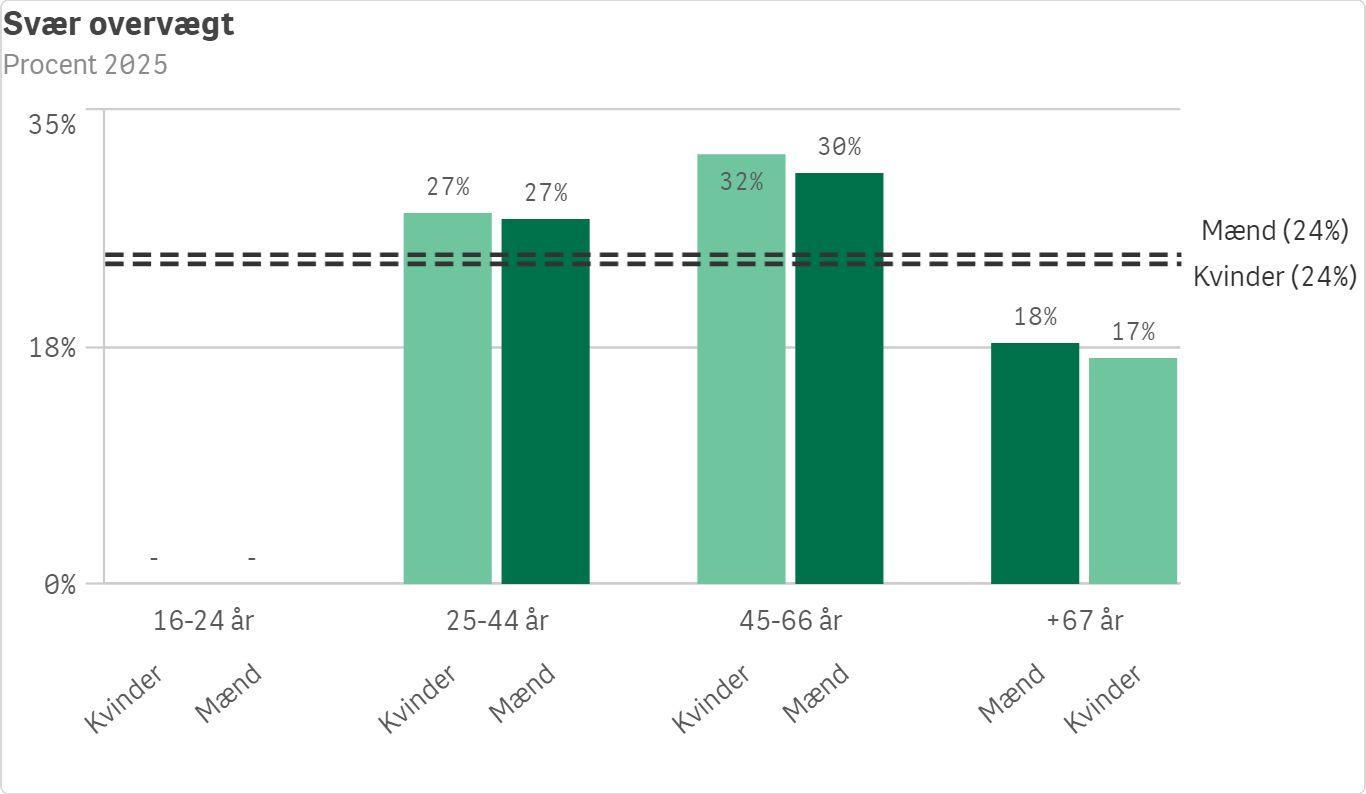 Svær overvægt
Procent 2025
35%
18%
0%
27%
27%
32%
30%
18%
17%
-
-
Mænd (24%)
Kvinder (24%)
16-24 år
25-44 år
45-66 år
+67 år
Kvinder
Mænd
Kvinder
Mænd
Kvinder
Mænd
Mænd
Kvinder